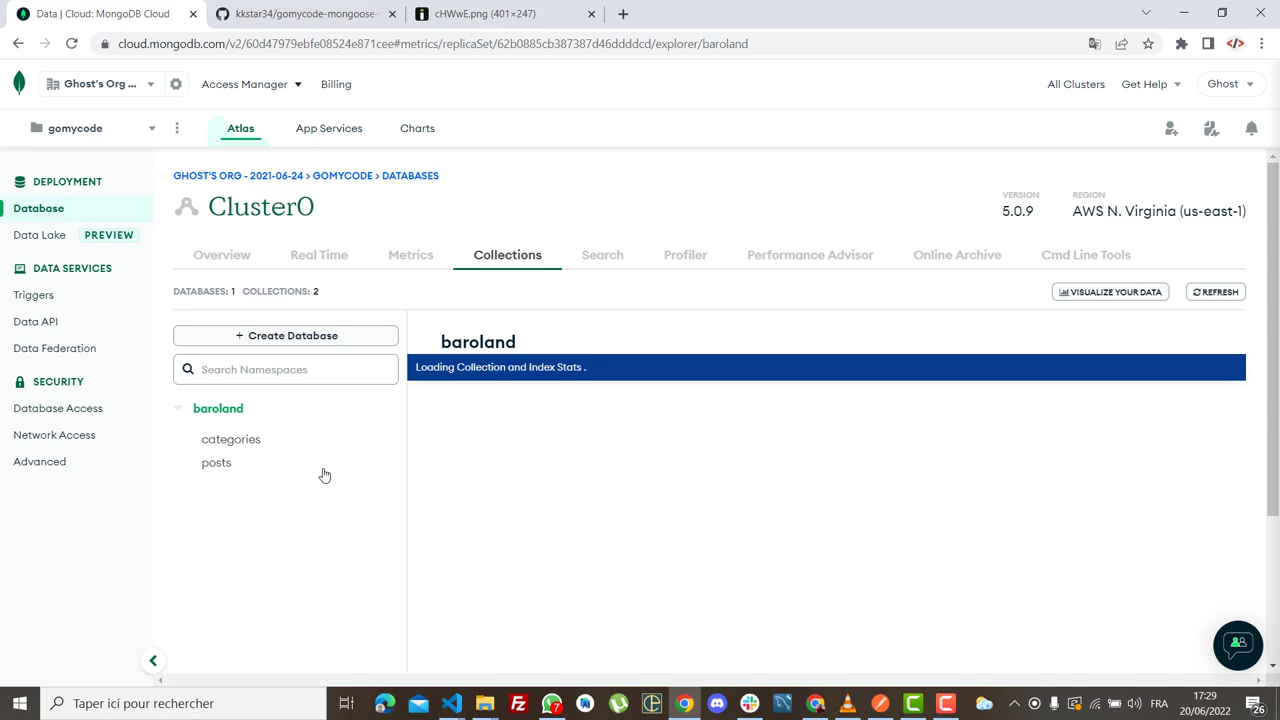 Data | Cloud: MongoDB Cloud
kkstar34/gomycode-mongoose-
cHWwE.png (401×247)
cloud.mongodb.com/v2/60d47979ebfe08524e871cee#metrics/replicaSet/62b0885cb387387d46ddddcd/explorer/baroland
Ghost's Org ...
Access Manager
Billing
All Clusters
Get Help
Ghost
gomycode
Atlas
App Services
Charts
DEPLOYMENT
Database
Data Lake
PREVIEW
DATA SERVICES
Triggers
Data API
Data Federation
SECURITY
Database Access
Network Access
Advanced
GHOST'S ORG - 2021-06-24 > GOMYCODE > DATABASES
Cluster0
VERSION
5.0.9
REGION
AWS N. Virginia (us-east-1)
Overview
Real Time
Metrics
Collections
Search
Profiler
Performance Advisor
Online Archive
Cmd Line Tools
DATABASES: 1 COLLECTIONS: 2
VISUALIZE YOUR DATA
REFRESH
+ Create Database
Search Namespaces
baroland
categories
posts
baroland
Loading Collection and Index Stats .
Taper ici pour rechercher
7
FRA
17:29
20/06/2022
26